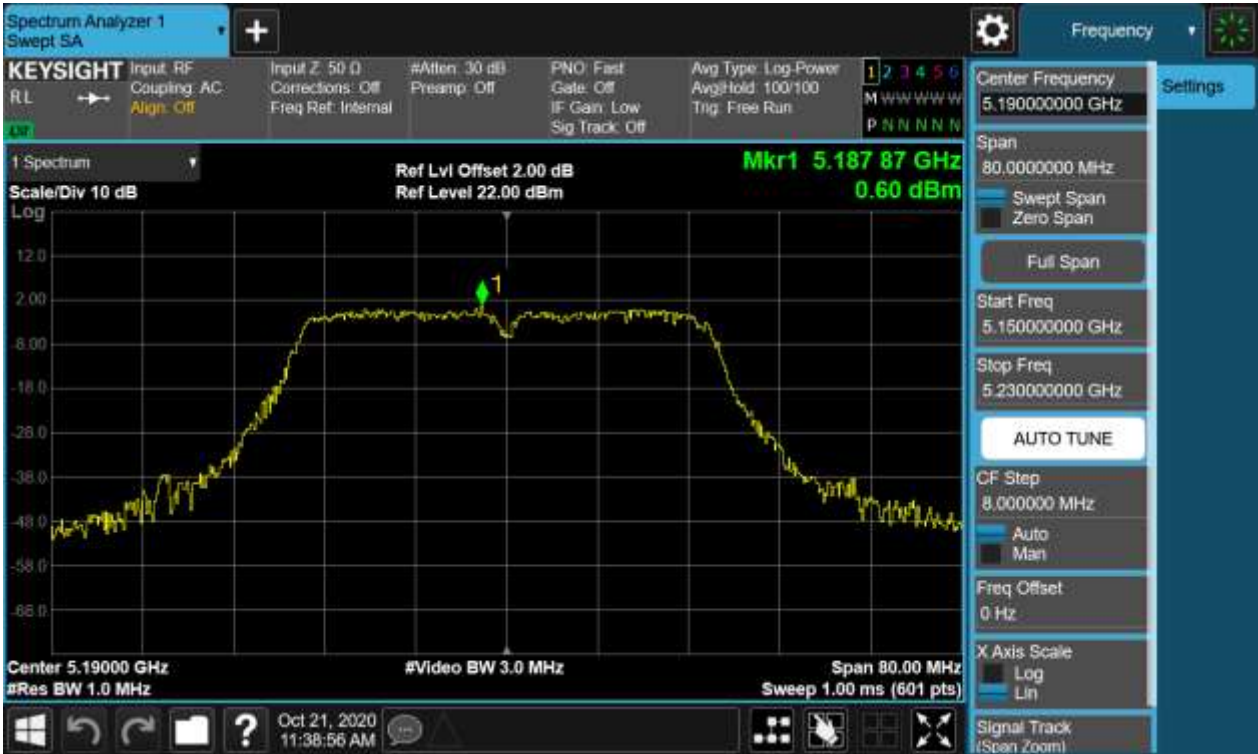 Spectrum Analyzer 1
Swept SA
+
Frequency
KEYSIGHT
RL
Input: RF
Coupling: AC
Align: Off
Input Z: 50 Ω
Corrections: Off
Freq Ref: Internal
#Atten: 30 dB
Preamp: Off
PNO: Fast
Gate: Off
IF Gain: Low
Sig Track: Off
Avg Type: Log-Power
Avg|Hold: 100/100
Trig: Free Run
1 2 3 4 5 6
M W W W W W
P N N N N N
1 Spectrum
Scale/Div 10 dB
Ref Lvl Offset 2.00 dB
Ref Level 22.00 dBm
Mkr1 5.187 87 GHz
0.60 dBm
Log
12.0
2.00
-8.00
-18.0
-28.0
-38.0
-48.0
-58.0
-68.0
1
Center 5.19000 GHz
#Res BW 1.0 MHz
#Video BW 3.0 MHz
Span 80.00 MHz
Sweep 1.00 ms (601 pts)
Center Frequency
5.190000000 GHz
Settings
Span
80.0000000 MHz
Swept Span
Zero Span
Full Span
Start Freq
5.150000000 GHz
Stop Freq
5.230000000 GHz
AUTO TUNE
CF Step
8.000000 MHz
Auto
Man
Freq Offset
0 Hz
X Axis Scale
Log
Lin
Signal Track
(Span Zoom)
?
Oct 21, 2020
11:38:56 AM